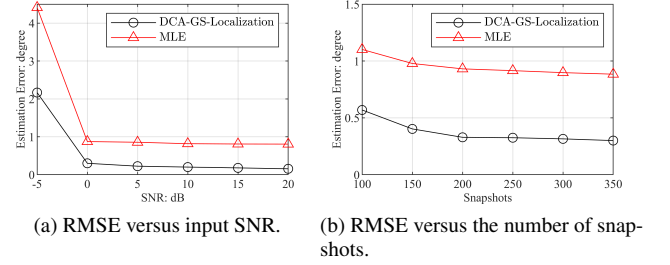 4
3
2
1
0
Estimation Error: degree
DCA-GS-Localization
MLE
-5 0 5 10 15 20
SNR: dB
(a) RMSE versus input SNR.
1.5
1
0.5
0
Estimation Error: degree
DCA-GS-Localization
MLE
100 150 200 250 300 350
Snapshots
(b) RMSE versus the number of snap-
shots.